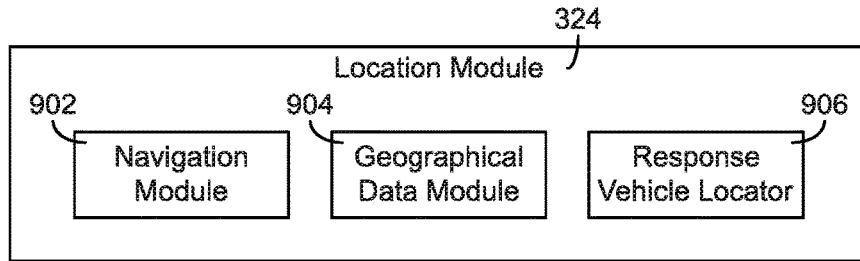 324
Location Module
902
904
906
Navigation
Module
Geographical
Data Module
Response
Vehicle Locator